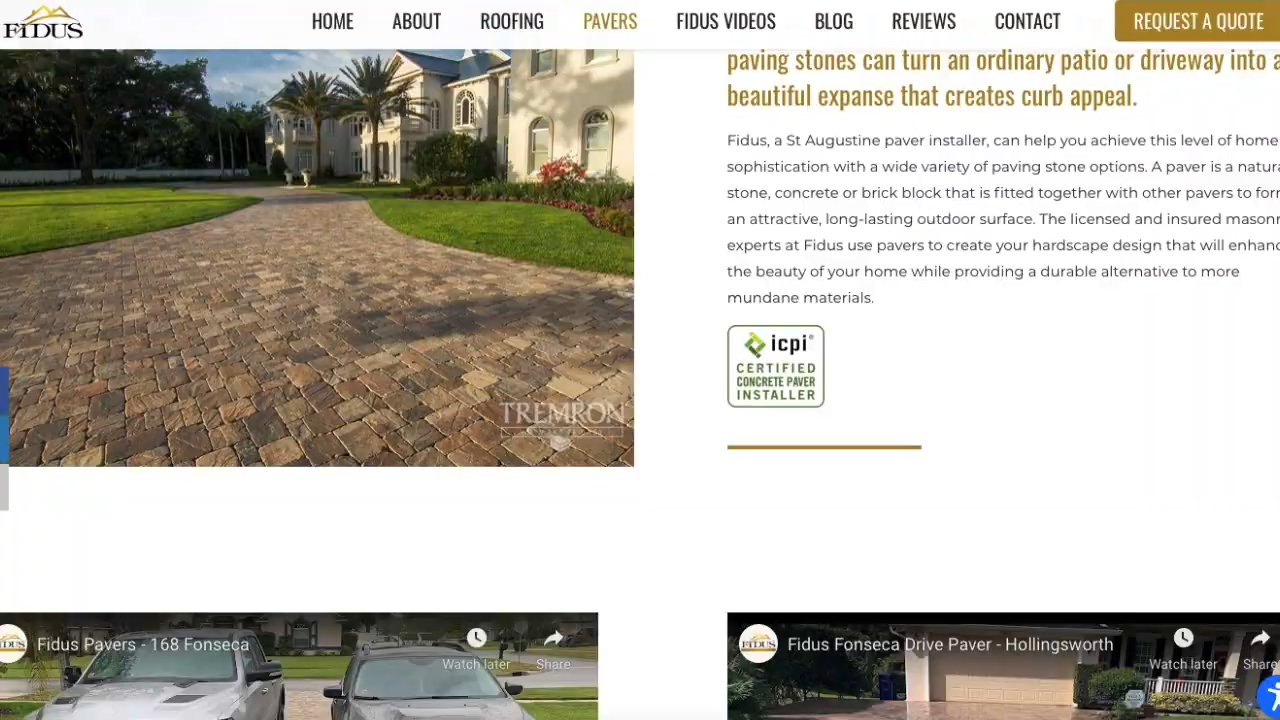 FIDUS
HOME ABOUT ROOFING PAVERS FIDUS VIDEOS BLOG REVIEWS CONTACT REQUEST A QUOTE
paving stones can turn an ordinary patio or driveway into a
beautiful expanse that creates curb appeal.
Fidus, a St Augustine paver installer, can help you achieve this level of home
sophistication with a wide variety of paving stone options. A paver is a natura
stone, concrete or brick block that is fitted together with other pavers to for
an attractive, long-lasting outdoor surface. The licensed and insured mason
experts at Fidus use pavers to create your hardscape design that will enhanc
the beauty of your home while providing a durable alternative to more
mundane materials.
icpi®
CERTIFIED
CONCRETE PAVER
INSTALLER
TREMRON
Fidus Pavers - 168 Fonseca
Watch later Share
Fidus Fonseca Drive Paver - Hollingsworth
Watch later Share